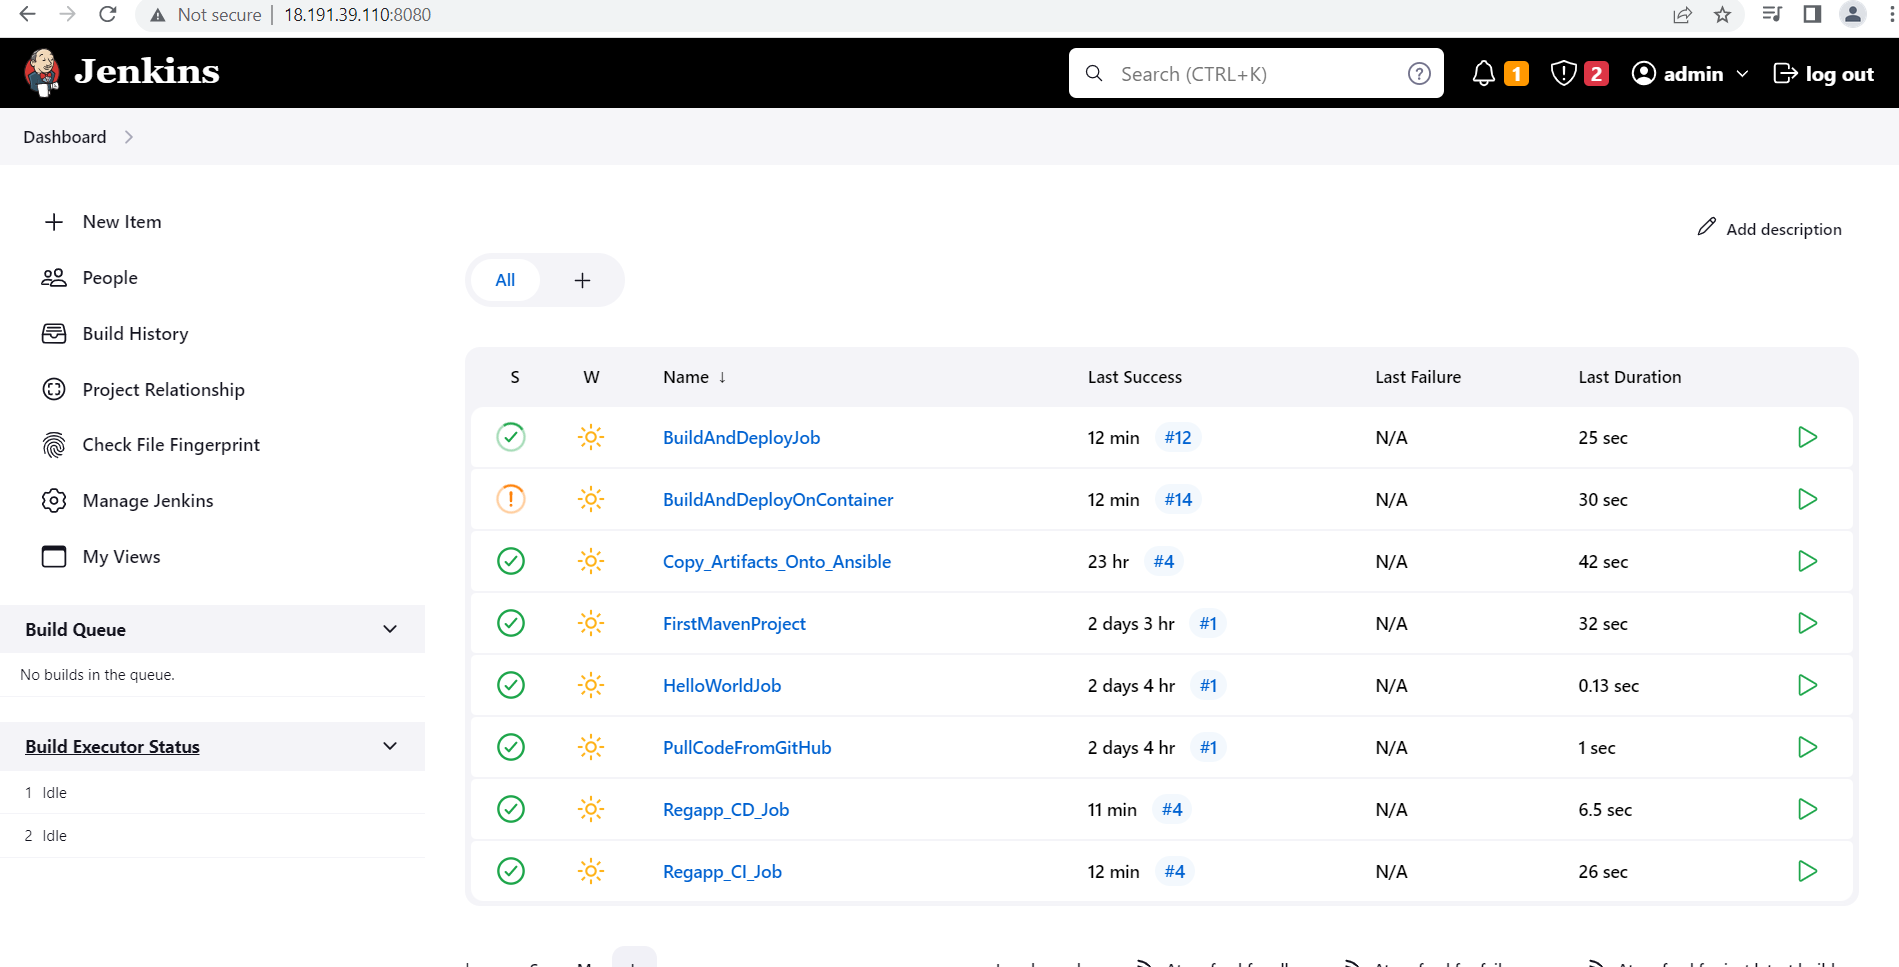 Not secure | 18.191.39.110:8080
Jenkins
Search (CTRL+K)
?
1
2
admin
log out
Dashboard
New Item
People
Build History
Project Relationship
Check File Fingerprint
Manage Jenkins
My Views
Build Queue
No builds in the queue.
Build Executor Status
1 Idle
2 Idle
Add description
All +
S W Name ↓ Last Success Last Failure Last Duration
BuildAndDeployJob 12 min #12 N/A 25 sec
BuildAndDeployOnContainer 12 min #14 N/A 30 sec
Copy_Artifacts_Onto_Ansible 23 hr #4 N/A 42 sec
FirstMavenProject 2 days 3 hr #1 N/A 32 sec
HelloWorldJob 2 days 4 hr #1 N/A 0.13 sec
PullCodeFromGitHub 2 days 4 hr #1 N/A 1 sec
Regapp_CD_Job 11 min #4 N/A 6.5 sec
Regapp_CI_Job 12 min #4 N/A 26 sec